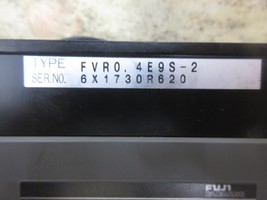 TYPE FVR0.4E9S-2
SER.NO. 6X1730R620
FUJI